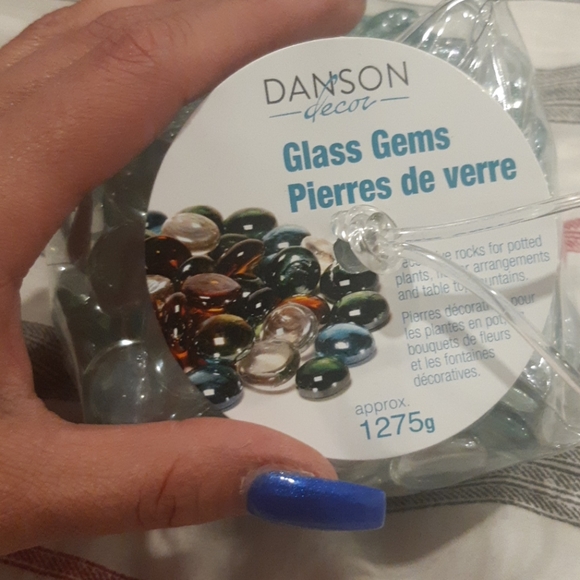 DANSON
décor
Glass Gems
Pierres de verre
rocks for potted
plants, arrangements
and table fountains.
Pierres pour
les plantes en
bouquets de fleurs
et les fontaines
décoratives.
approx.
1275g